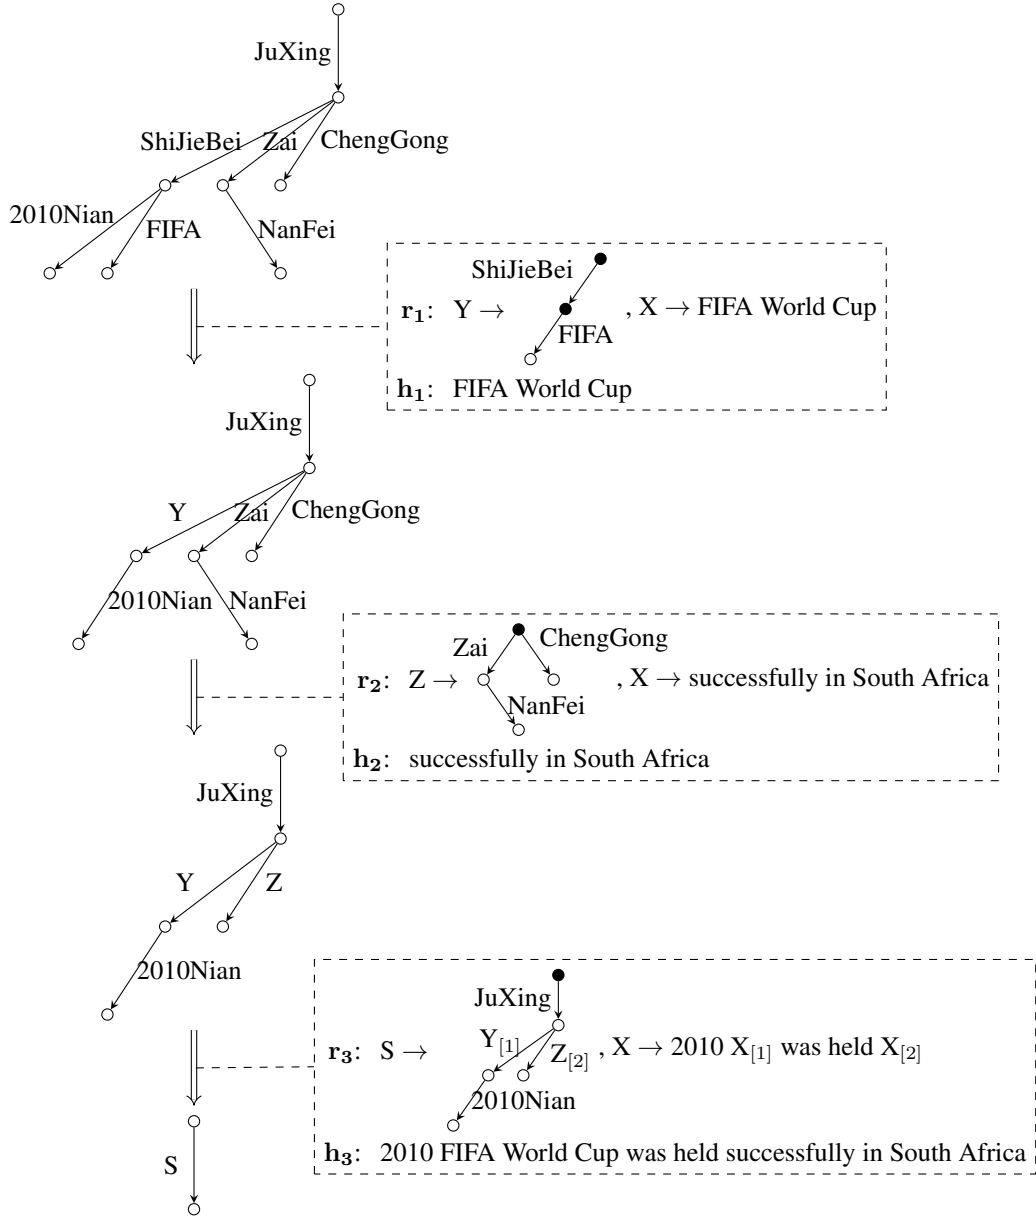 JuXing
ShiJieBei Zai ChengGong
2010Nian FIFA NanFei
ShiJieBei
r₁: Y → , X → FIFA World Cup
FIFA
h₁: FIFA World Cup
JuXing
Y Zai ChengGong
2010Nian NanFei
Zai ChengGong
r₂: Z → , X → successfully in South Africa
NanFei
h₂: successfully in South Africa
JuXing
Y Z
2010Nian
JuXing
r₃: S → Y[1] Z[2] , X → 2010 X[1] was held X[2]
2010Nian
h₃: 2010 FIFA World Cup was held successfully in South Africa
S